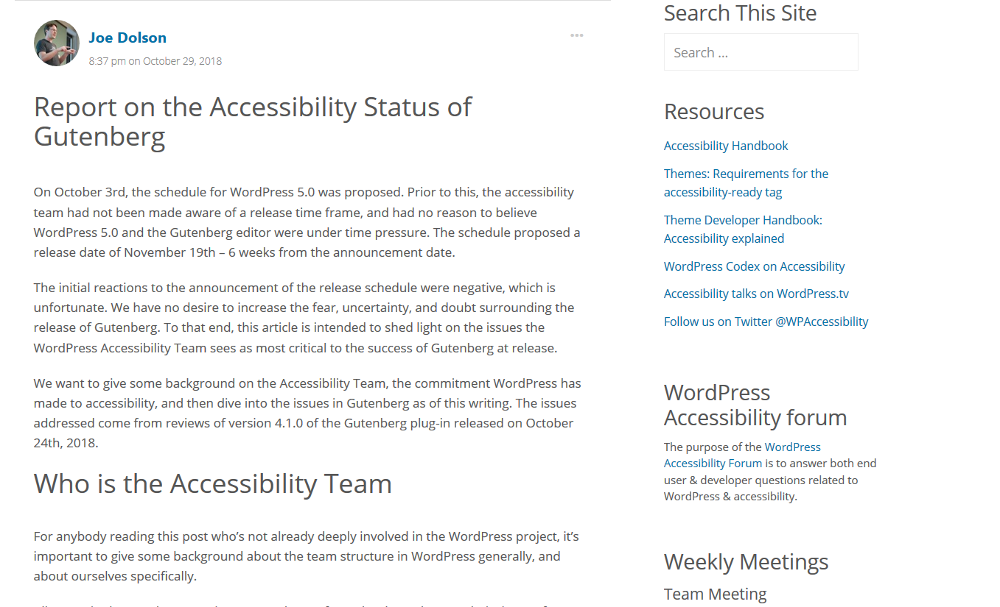 Joe Dolson
8:37 pm on October 29, 2018
Report on the Accessibility Status of
Gutenberg
On October 3rd, the schedule for WordPress 5.0 was proposed. Prior to this, the accessibility
team had not been made aware of a release time frame, and had no reason to believe
WordPress 5.0 and the Gutenberg editor were under time pressure. The schedule proposed a
release date of November 19th – 6 weeks from the announcement date.
The initial reactions to the announcement of the release schedule were negative, which is
unfortunate. We have no desire to increase the fear, uncertainty, and doubt surrounding the
release of Gutenberg. To that end, this article is intended to shed light on the issues the
WordPress Accessibility Team sees as most critical to the success of Gutenberg at release.
We want to give some background on the Accessibility Team, the commitment WordPress has
made to accessibility, and then dive into the issues in Gutenberg as of this writing. The issues
addressed come from reviews of version 4.1.0 of the Gutenberg plug-in released on October
24th, 2018.
Who is the Accessibility Team
For anybody reading this post who’s not already deeply involved in the WordPress project, it’s
important to give some background about the team structure in WordPress generally, and
about ourselves specifically.
Search This Site
Search ...
Resources
Accessibility Handbook
Themes: Requirements for the
accessibility-ready tag
Theme Developer Handbook:
Accessibility explained
WordPress Codex on Accessibility
Accessibility talks on WordPress.tv
Follow us on Twitter @WPAccessibility
WordPress
Accessibility forum
The purpose of the WordPress
Accessibility Forum is to answer both end
user & developer questions related to
WordPress & accessibility.
Weekly Meetings
Team Meeting